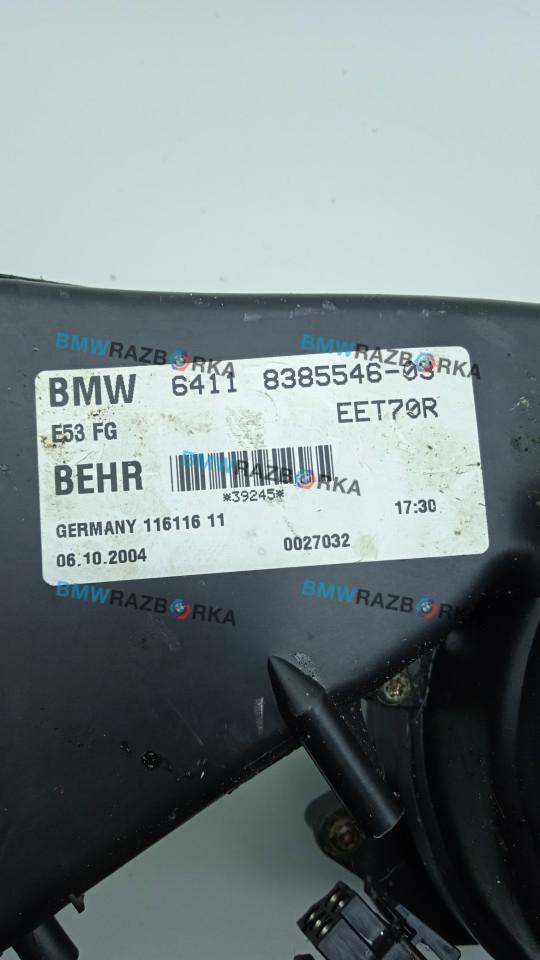 BMWRAZBORKA BMWRAZBORKA
BMW 6411 8385546-03
E53 FG EET70R
BEHR
BMWRAZBORKA
*39245*
GERMANY 116116 11 17:30
06.10.2004 0027032
BMWRAZBORKA BMWRAZBORKA